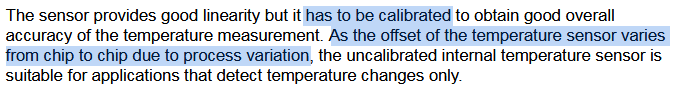 The sensor provides good linearity but it has to be calibrated to obtain good overall
accuracy of the temperature measurement. As the offset of the temperature sensor varies
from chip to chip due to process variation, the uncalibrated internal temperature sensor is
suitable for applications that detect temperature changes only.